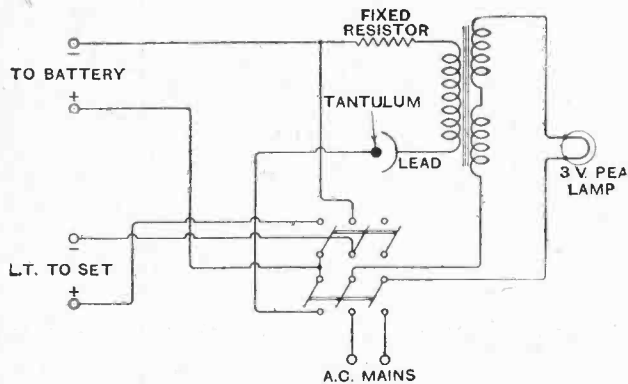 FIXED
RESISTOR
−
TO BATTERY
+
TANTULUM
LEAD
3 V. PEA
LAMP
−
L.T. TO SET
+
A.C. MAINS